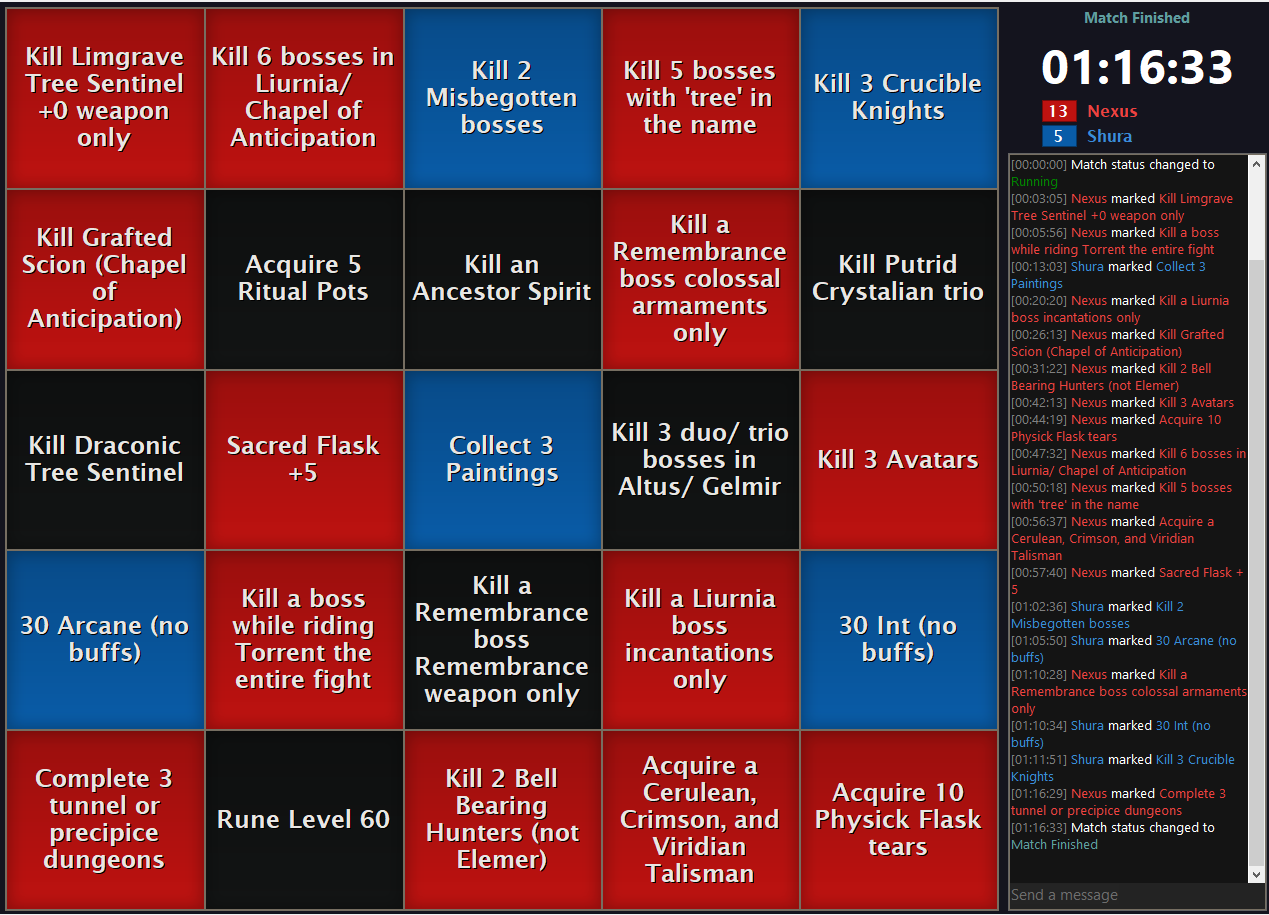 Kill Limgrave
Tree Sentinel
+0 weapon
only
Kill 6 bosses in
Liurnia/
Chapel of
Anticipation
Kill 2
Misbegotten
bosses
Kill 5 bosses
with 'tree' in
the name
Kill 3 Crucible
Knights
Kill Grafted
Scion (Chapel
of
Anticipation)
Acquire 5
Ritual Pots
Kill an
Ancestor Spirit
Kill a
Remembrance
boss colossal
armaments
only
Kill Putrid
Crystalian trio
Kill Draconic
Tree Sentinel
Sacred Flask
+5
Collect 3
Paintings
Kill 3 duo/ trio
bosses in
Altus/ Gelmir
Kill 3 Avatars
30 Arcane (no
buffs)
Kill a boss
while riding
Torrent the
entire fight
Kill a
Remembrance
boss
Remembrance
weapon only
Kill a Liurnia
boss
incantations
only
30 Int (no
buffs)
Complete 3
tunnel or
precipice
dungeons
Rune Level 60
Kill 2 Bell
Bearing
Hunters (not
Elemer)
Acquire a
Cerulean,
Crimson, and
Viridian
Talisman
Acquire 10
Physick Flask
tears
Match Finished
01:16:33
13 Nexus
5 Shura
[00:00:00] Match status changed to
Running
[00:03:05] Nexus marked Kill Limgrave
Tree Sentinel +0 weapon only
[00:05:56] Nexus marked Kill a boss
while riding Torrent the entire fight
[00:13:03] Shura marked Collect 3
Paintings
[00:20:20] Nexus marked Kill a Liurnia
boss incantations only
[00:26:13] Nexus marked Kill Grafted
Scion (Chapel of Anticipation)
[00:31:22] Nexus marked Kill 2 Bell
Bearing Hunters (not Elemer)
[00:42:13] Nexus marked Kill 3 Avatars
[00:44:19] Nexus marked Acquire 10
Physick Flask tears
[00:47:32] Nexus marked Kill 6 bosses in
Liurnia/ Chapel of Anticipation
[00:50:18] Nexus marked Kill 5 bosses
with 'tree' in the name
[00:56:37] Nexus marked Acquire a
Cerulean, Crimson, and Viridian
Talisman
[00:57:40] Nexus marked Sacred Flask +
5
[01:02:36] Shura marked Kill 2
Misbegotten bosses
[01:05:50] Shura marked 30 Arcane (no
buffs)
[01:10:28] Nexus marked Kill a
Remembrance boss colossal armaments
only
[01:10:34] Shura marked 30 Int (no
buffs)
[01:11:51] Shura marked Kill 3 Crucible
Knights
[01:16:29] Nexus marked Complete 3
tunnel or precipice dungeons
[01:16:33] Match status changed to
Match Finished
Send a message